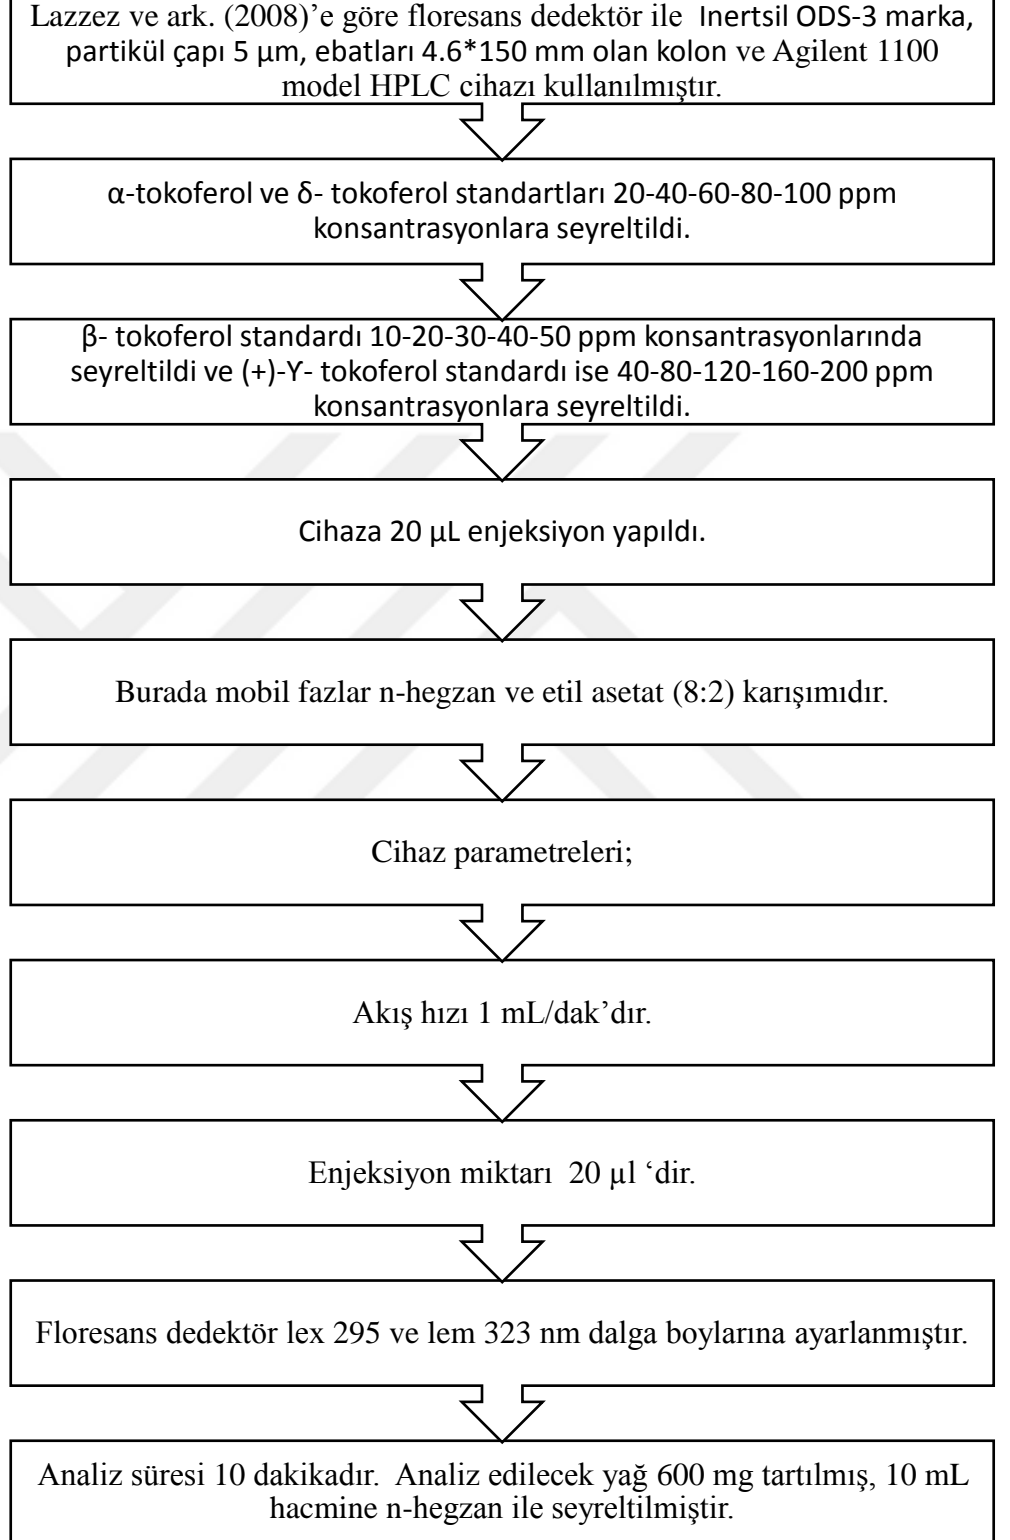 Lazzez ve ark. (2008)’e göre floresans dedektör ile  Inertsil ODS-3 marka,
partikül çapı 5 µm, ebatları 4.6*150 mm olan kolon ve Agilent 1100
model HPLC cihazı kullanılmıştır.
α-tokoferol ve δ- tokoferol standartları 20-40-60-80-100 ppm
konsantrasyonlara seyreltildi.
β- tokoferol standardı 10-20-30-40-50 ppm konsantrasyonlarında
seyreltildi ve (+)-ϒ- tokoferol standardı ise 40-80-120-160-200 ppm
konsantrasyonlara seyreltildi.
Cihaza 20 µL enjeksiyon yapıldı.
Burada mobil fazlar n-hegzan ve etil asetat (8:2) karışımıdır.
Cihaz parametreleri;
Akış hızı 1 mL/dak’dır.
Enjeksiyon miktarı  20 µl ‘dir.
Floresans dedektör lex 295 ve lem 323 nm dalga boylarına ayarlanmıştır.
Analiz süresi 10 dakikadır.  Analiz edilecek yağ 600 mg tartılmış, 10 mL
hacmine n-hegzan ile seyreltilmiştir.